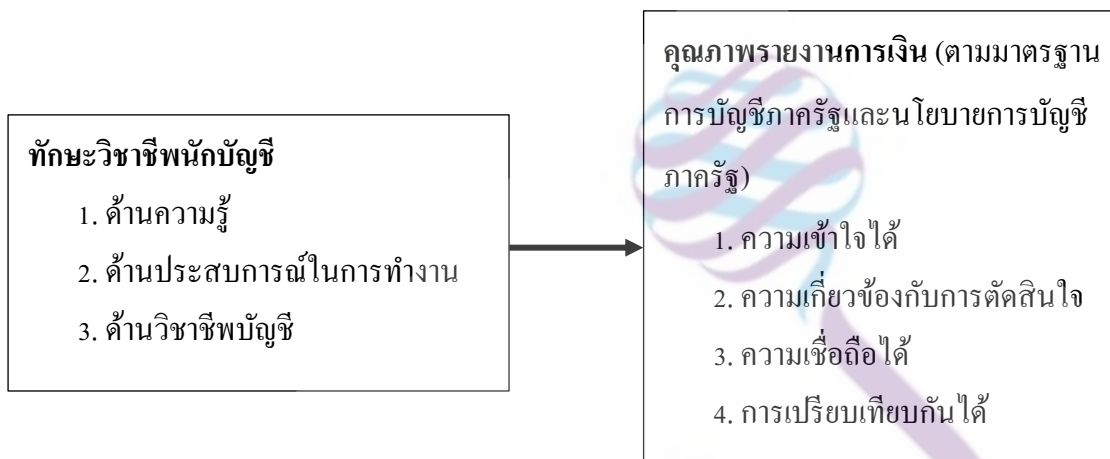 ทักษะวิชาชีพนักบัญชี
1. ด้านความรู้
2. ด้านประสบการณ์ในการทำงาน
3. ด้านวิชาชีพบัญชี
คุณภาพรายงานการเงิน (ตามมาตรฐาน
การบัญชีภาครัฐและนโยบายการบัญชี
ภาครัฐ)
1. ความเข้าใจได้
2. ความเกี่ยวข้องกับการตัดสินใจ
3. ความเชื่อถือได้
4. การเปรียบเทียบกันได้